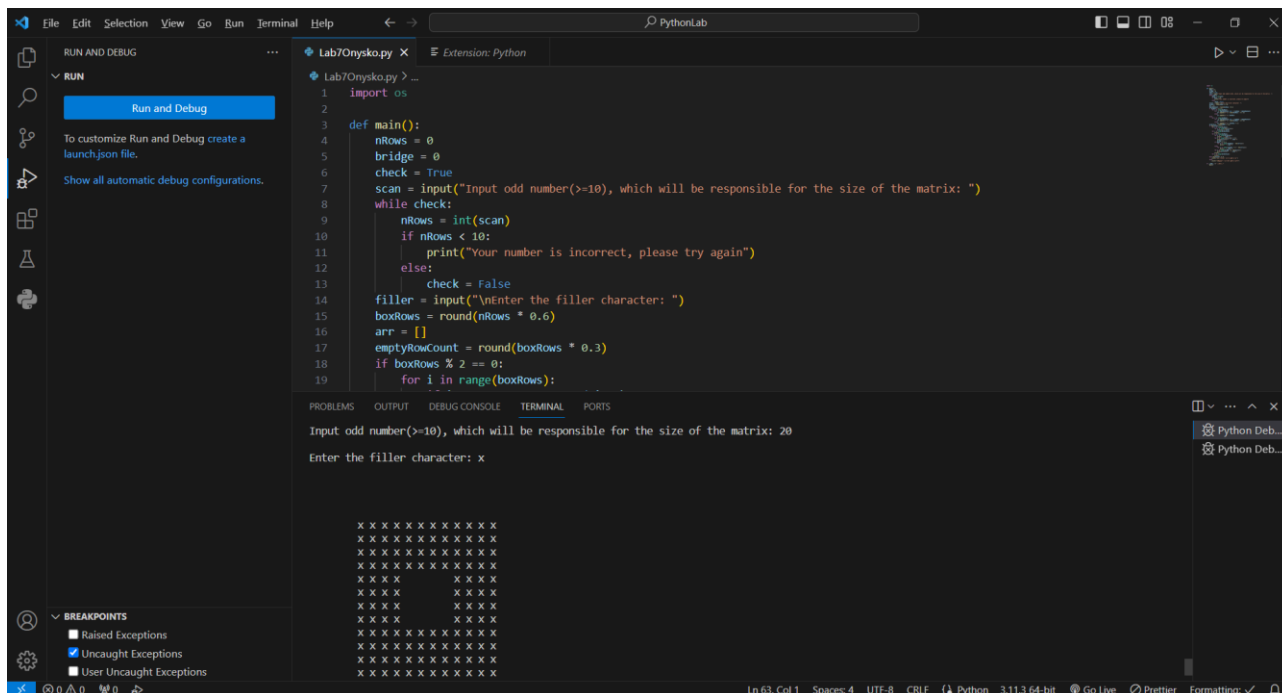 File Edit Selection View Go Run Terminal Help
PythonLab
RUN AND DEBUG
RUN
Run and Debug
To customize Run and Debug create a
launch.json file.
Show all automatic debug configurations.
Lab7Onysko.py
Extension: Python
Lab7Onysko.py > ...
1 import os
2
3 def main():
4     nRows = 0
5     bridge = 0
6     check = True
7     scan = input("Input odd number(>=10), which will be responsible for the size of the matrix: ")
8     while check:
9         nRows = int(scan)
10         if nRows < 10:
11             print("Your number is incorrect, please try again")
12         else:
13             check = False
14     filler = input("\nEnter the filler character: ")
15     boxRows = round(nRows * 0.6)
16     arr = []
17     emptyRowCount = round(boxRows * 0.3)
18     if boxRows % 2 == 0:
19         for i in range(boxRows):
PROBLEMS OUTPUT DEBUG CONSOLE TERMINAL PORTS
Input odd number(>=10), which will be responsible for the size of the matrix: 20
Enter the filler character: x
x x x x x x x x x x x x
x x x x x x x x x x x x
x x x x x x x x x x x x
x x x x x x x x x x x x
x x x x         x x x x
x x x x         x x x x
x x x x         x x x x
x x x x         x x x x
x x x x x x x x x x x x
x x x x x x x x x x x x
x x x x x x x x x x x x
x x x x x x x x x x x x
Python Deb...
Python Deb...
BREAKPOINTS
Raised Exceptions
Uncaught Exceptions
User Uncaught Exceptions
0 0 0 Ln 63, Col 1 Spaces: 4 UTF-8 CRLF Python 3.11.3 64-bit Go Live Prettier Formatting: ✓